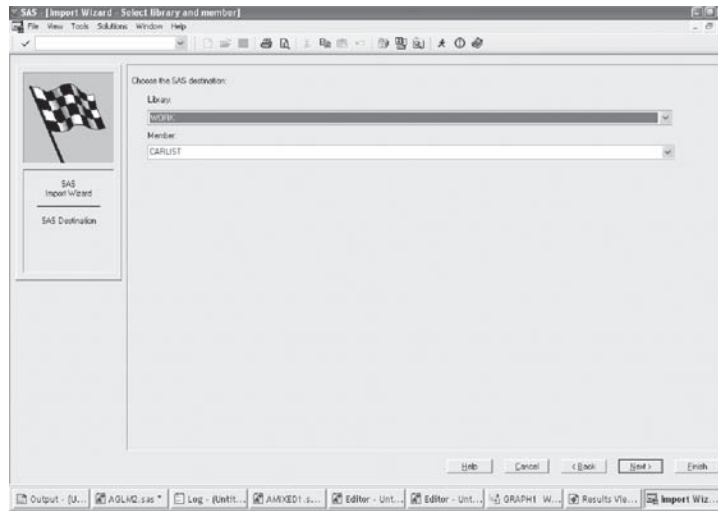 SAS - [Import Wizard - Select library and member]
File View Tools Solutions Window Help
Choose the SAS destination:
Library:
WORK
Member:
CARLIST
SAS
Import Wizard
SAS Destination
Help Cancel < Back Next > Finish
Output - (U... AGLM2.sas * Log - (Untit... AMIXED1.s... Editor - Unt... Editor - Unt... GRAPH1 W... Results Vie... Import Wiz...